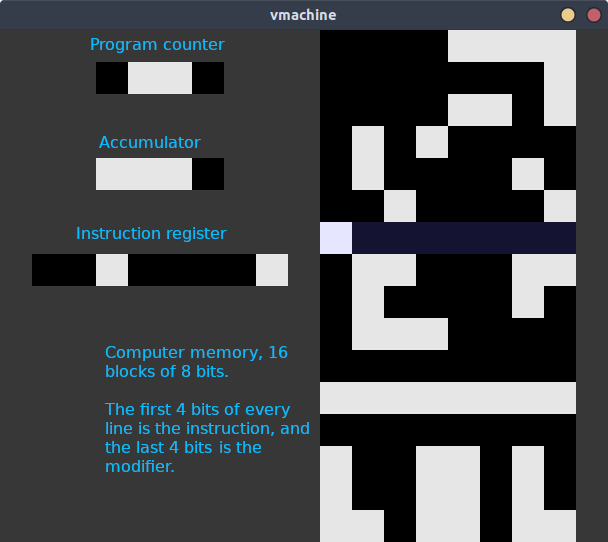 vmachine
Program counter
Accumulator
Instruction register
Computer memory, 16
blocks of 8 bits.
The first 4 bits of every
line is the instruction, and
the last 4 bits is the
modifier.